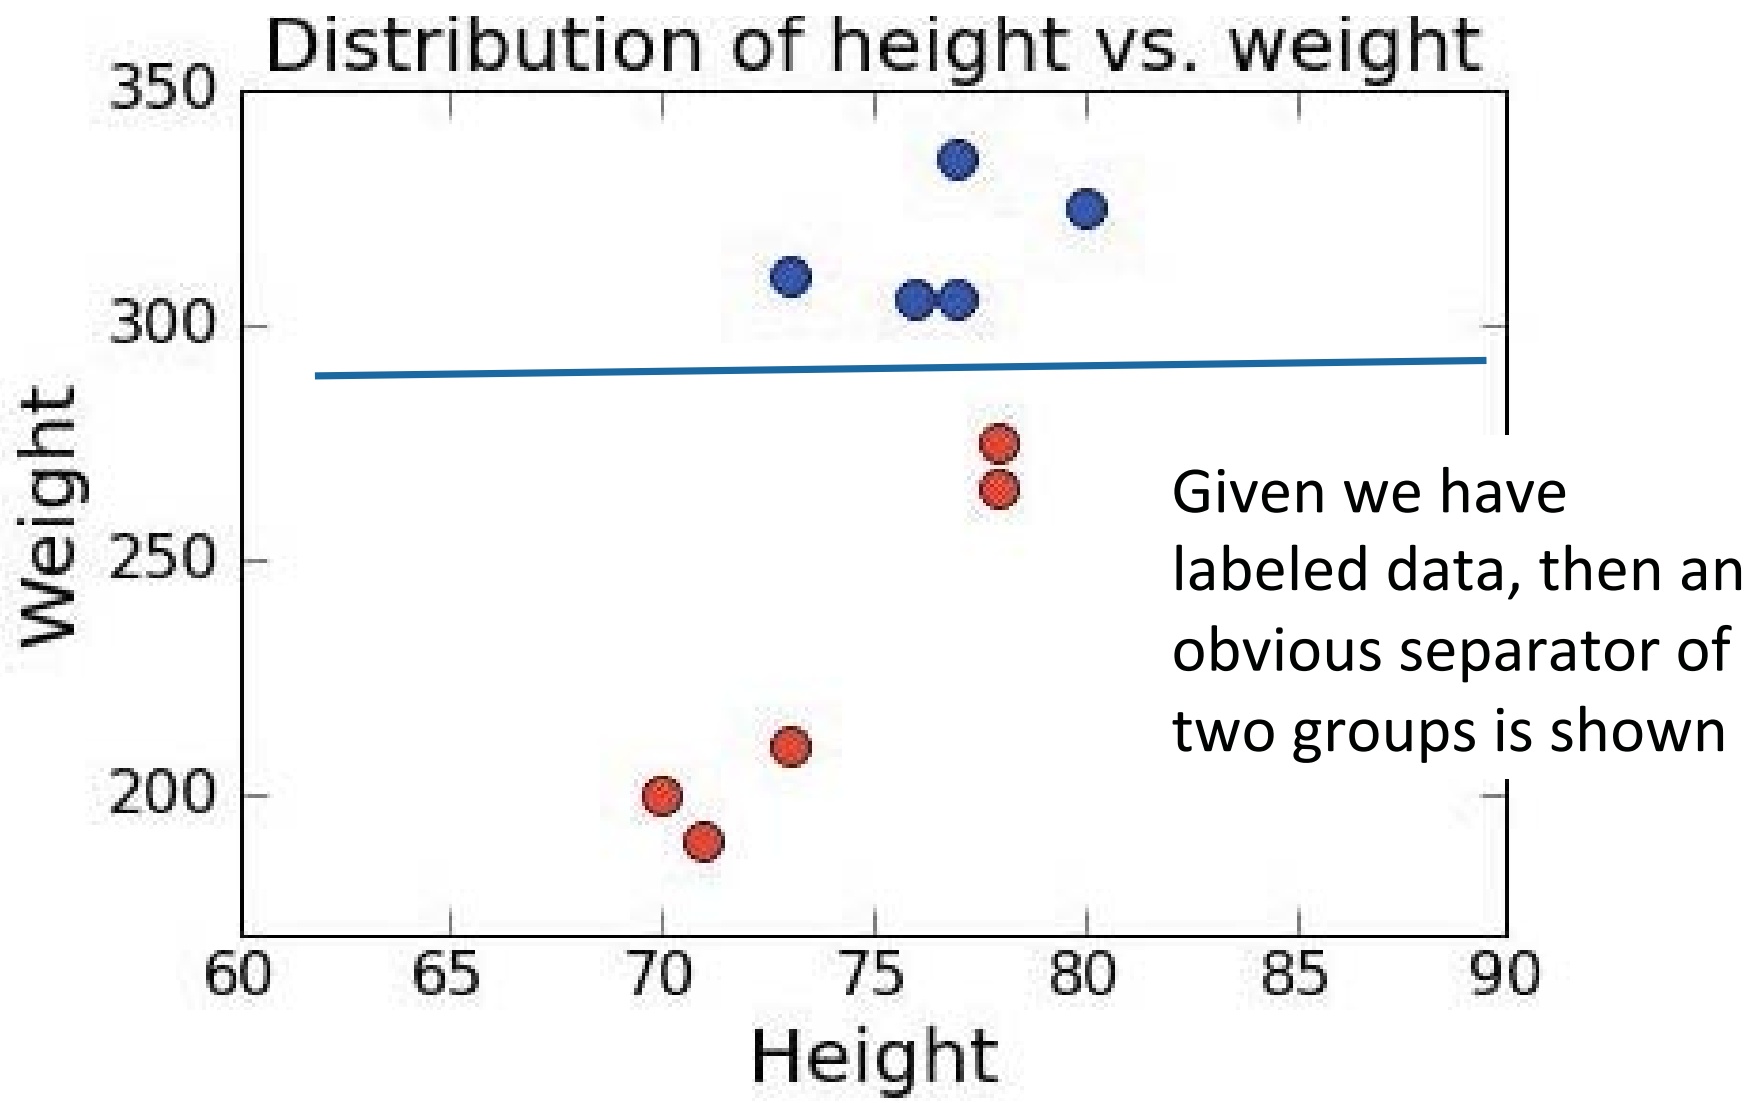 Distribution of height vs. weight
350
300
250
200
Weight
Given we have
labeled data, then an
obvious separator of
two groups is shown
60 65 70 75 80 85 90
Height